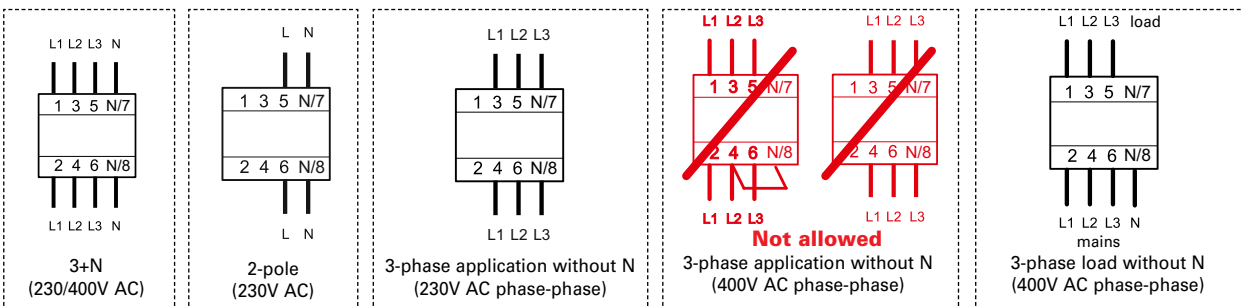 L1 L2 L3 N
1 3 5 N/7
2 4 6 N/8
L1 L2 L3 N
3+N
(230/400V AC)
L N
1 3 5 N/7
2 4 6 N/8
L N
2-pole
(230V AC)
L1 L2 L3
1 3 5 N/7
2 4 6 N/8
L1 L2 L3
3-phase application without N
(230V AC phase-phase)
L1 L2 L3
1 3 5 N/7
2 4 6 N/8
L1 L2 L3
L1 L2 L3
1 3 5 N/7
2 4 6 N/8
L1 L2 L3
Not allowed
3-phase application without N
(400V AC phase-phase)
L1 L2 L3 load
1 3 5 N/7
2 4 6 N/8
L1 L2 L3 N
mains
3-phase load without N
(400V AC phase-phase)